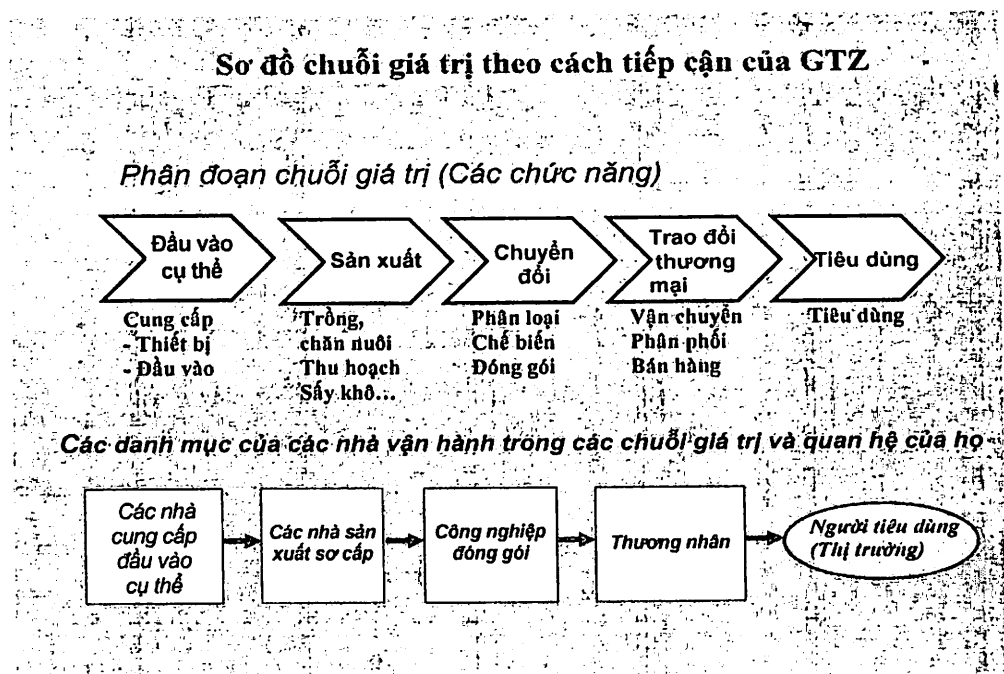 Sơ đồ chuỗi giá trị theo cách tiếp cận của GTZ
Phân đoạn chuỗi giá trị (Các chức năng)
Đầu vào
cụ thể
Sản xuất
Chuyển
đổi
Trao đổi
thương
mại
Tiêu dùng
Cung cấp
- Thiết bị
- Đầu vào
Trồng,
chăn nuôi
Thu hoạch
Sấy khô...
Phân loại
Chế biến
Đóng gói
Vận chuyển
Phân phối
Bán hàng
Tiêu dùng
Các danh mục của các nhà vận hành trong các chuỗi giá trị và quan hệ của họ
Các nhà
cung cấp
đầu vào
cụ thể
Các nhà sản
xuất sơ cấp
Công nghiệp
đóng gói
Thương nhân
Người tiêu dùng
(Thị trường)